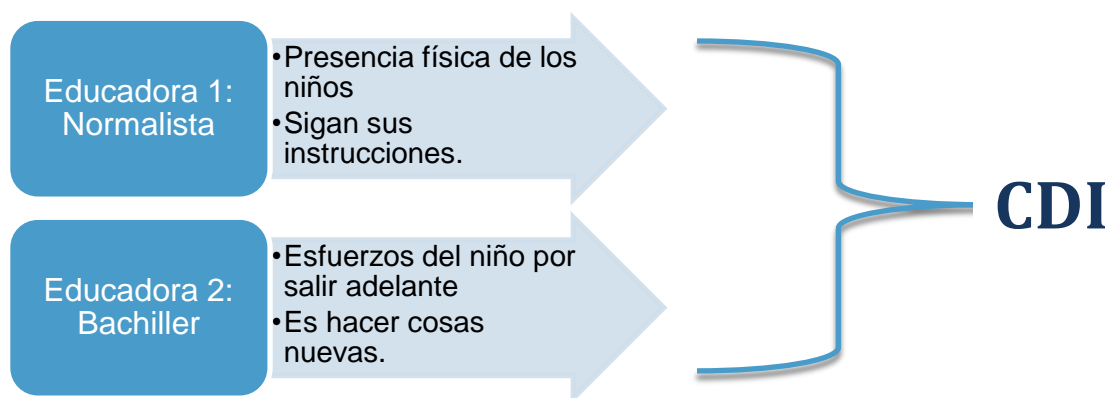 Educadora 1:
Normalista
•Presencia física de los
niños
•Sigan sus
instrucciones.
Educadora 2:
Bachiller
•Esfuerzos del niño por
salir adelante
•Es hacer cosas
nuevas.
CDI